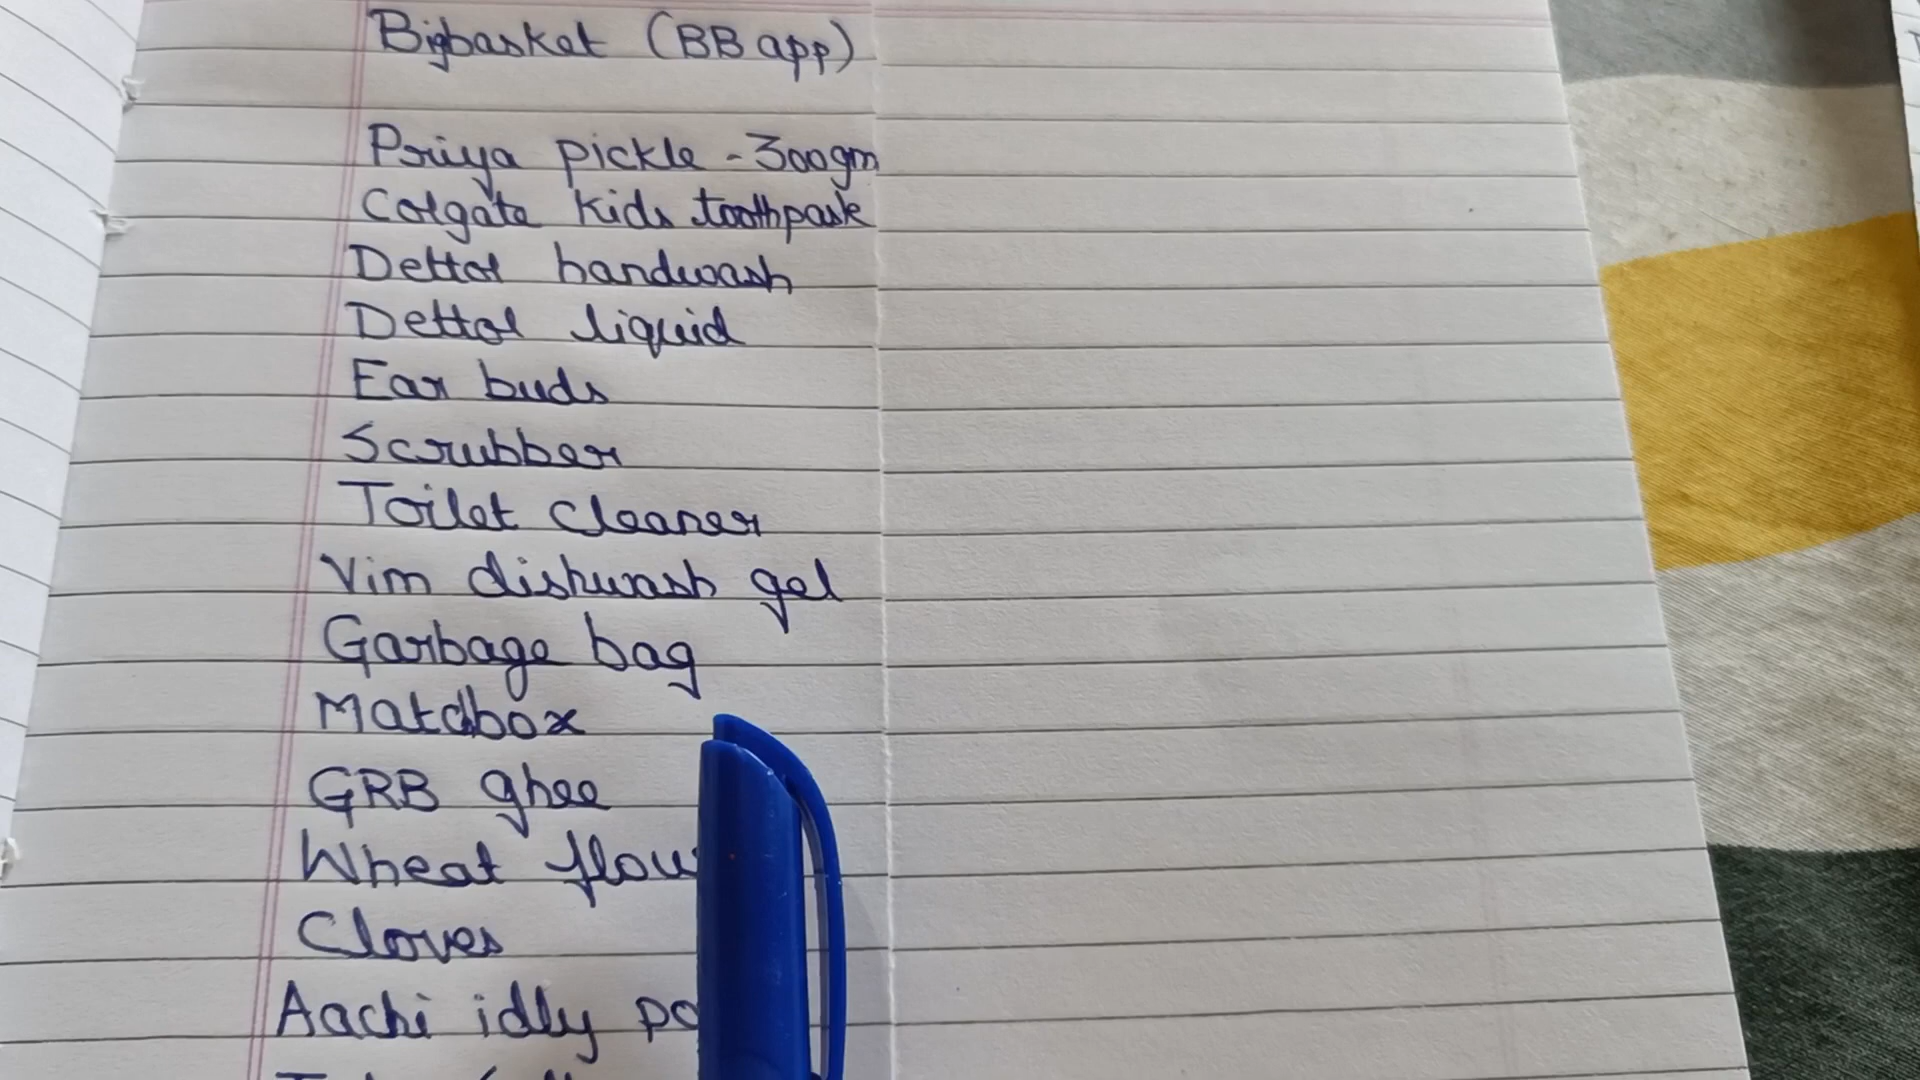 Bigbasket (BB app)
Priya pickle - 300gm
Colgate kids toothpaste
Dettol handwash
Dettol liquid
Ear buds
Scrubber
Toilet cleaner
Vim dishwash gel
Garbage bag
Matchbox
GRB ghee
Wheat flou
Cloves
Aachi idly po